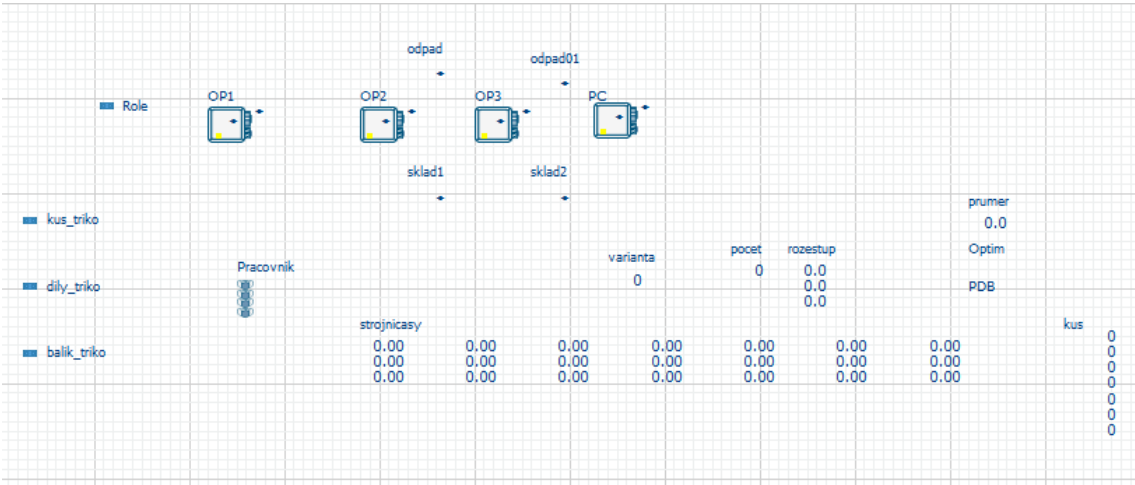 odpad
odpad01
OP1 OP2 OP3 PC
Role
sklad1 sklad2
prumer
kus_triko
0.0
varianta pocet rozestup Optim
Pracovnik
0 0 0.0
dily_triko 0.0 PDB
0.0
strojnicasy kus
0
balik_triko 0.00 0.00 0.00 0.00 0.00 0.00 0.00 0
0.00 0.00 0.00 0.00 0.00 0.00 0.00 0
0.00 0.00 0.00 0.00 0.00 0.00 0.00 0
0
0
0